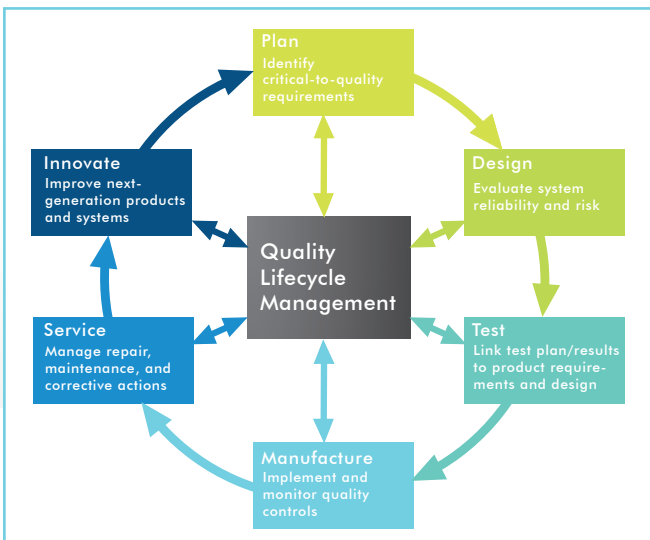 Plan
Identify
critical-to-quality
requirements
Innovate
Improve next-
generation products
and systems
Design
Evaluate system
reliability and risk
Quality
Lifecycle
Management
Service
Manage repair,
maintenance, and
corrective actions
Test
Link test plan/results
to product require-
ments and design
Manufacture
Implement and
monitor quality
controls